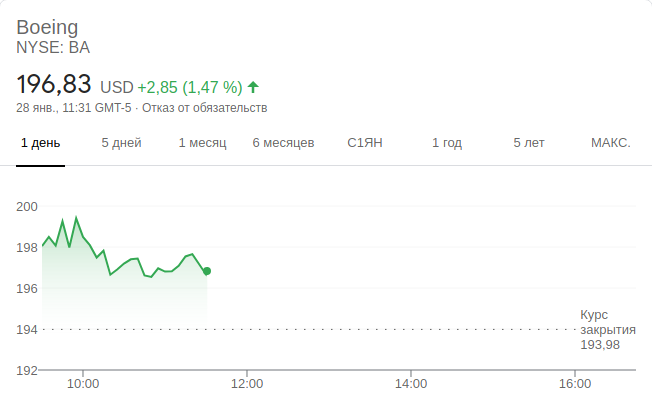 Boeing
NYSE: BA
196,83 USD +2,85 (1,47 %)
28 янв., 11:31 GMT-5 · Отказ от обязательств
1 день 5 дней 1 месяц 6 месяцев С1ЯН 1 год 5 лет МАКС.
200
198
196
194
192
Курс
закрытия
193,98
10:00 12:00 14:00 16:00